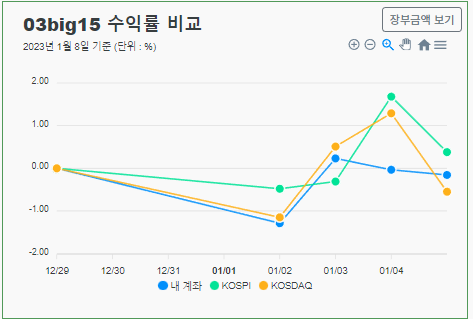 03big15 수익률 비교
장부금액 보기
2023년 1월 8일 기준 (단위 : %)
2.00
1.00
0.00
-1.00
-2.00
12/29 12/30 12/31 01/01 01/02 01/03 01/04
내 계좌 KOSPI KOSDAQ